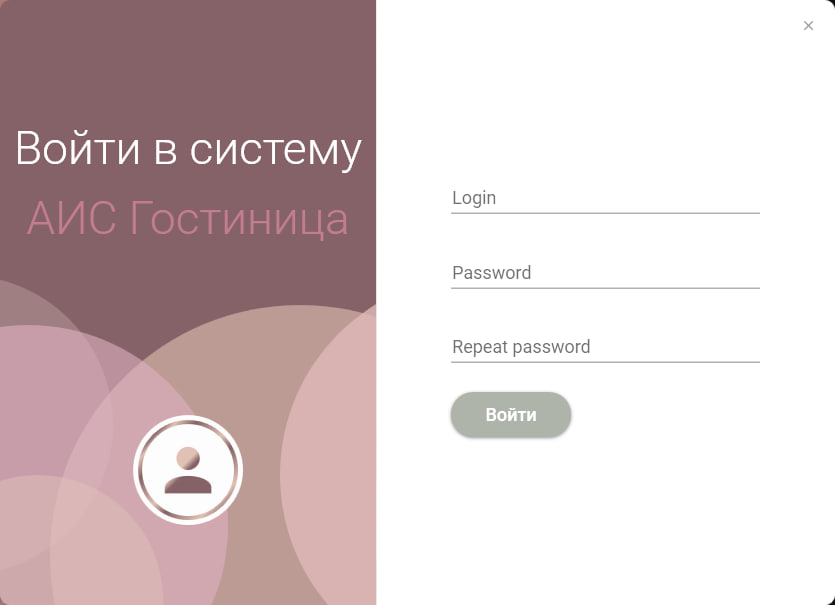 Войти в систему
АИС Гостиница
Login
Password
Repeat password
Войти